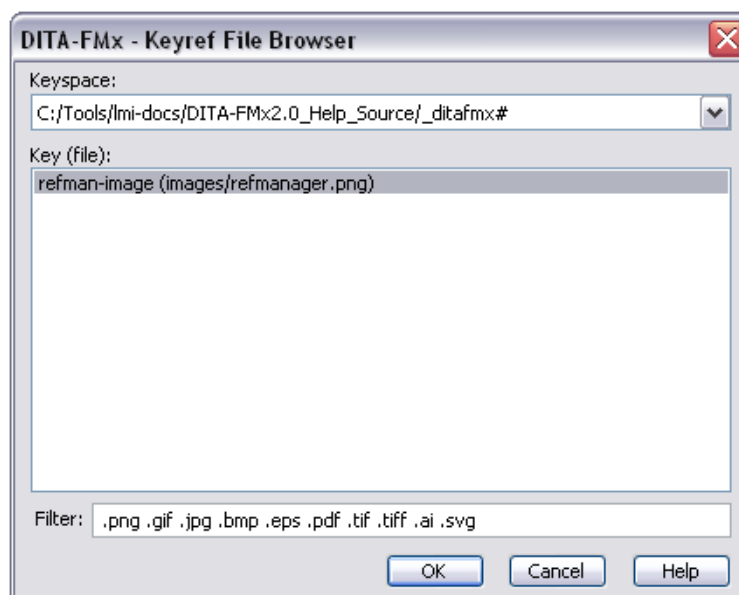 DITA-FMx - Keyref File Browser
Keyspace:
C:/Tools/lmi-docs/DITA-FMx2.0_Help_Source/_ditafmx#
Key (file):
refman-image (images/refmanager.png)
Filter: .png .gif .jpg .bmp .eps .pdf .tif .tiff .ai .svg
OK Cancel Help